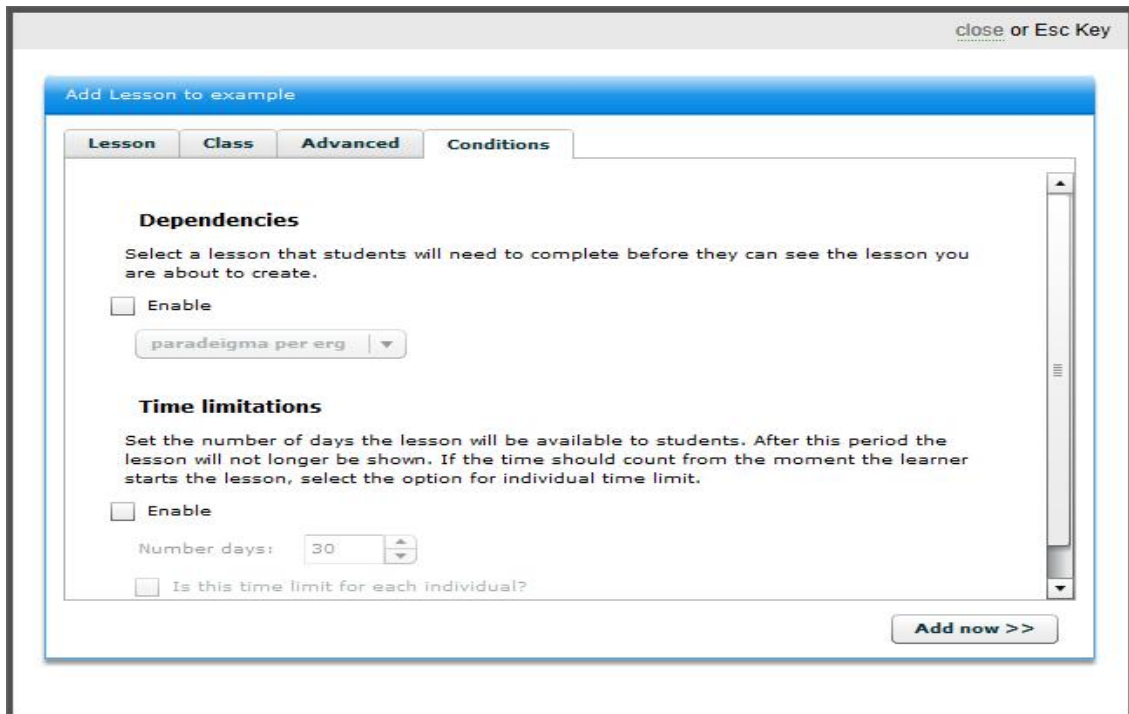 close or Esc Key
Add Lesson to example
Lesson Class Advanced Conditions
Dependencies
Select a lesson that students will need to complete before they can see the lesson you
are about to create.
Enable
paradeigma per erg
Time limitations
Set the number of days the lesson will be available to students. After this period the
lesson will not longer be shown. If the time should count from the moment the learner
starts the lesson, select the option for individual time limit.
Enable
Number days: 30
Is this time limit for each individual?
Add now >>